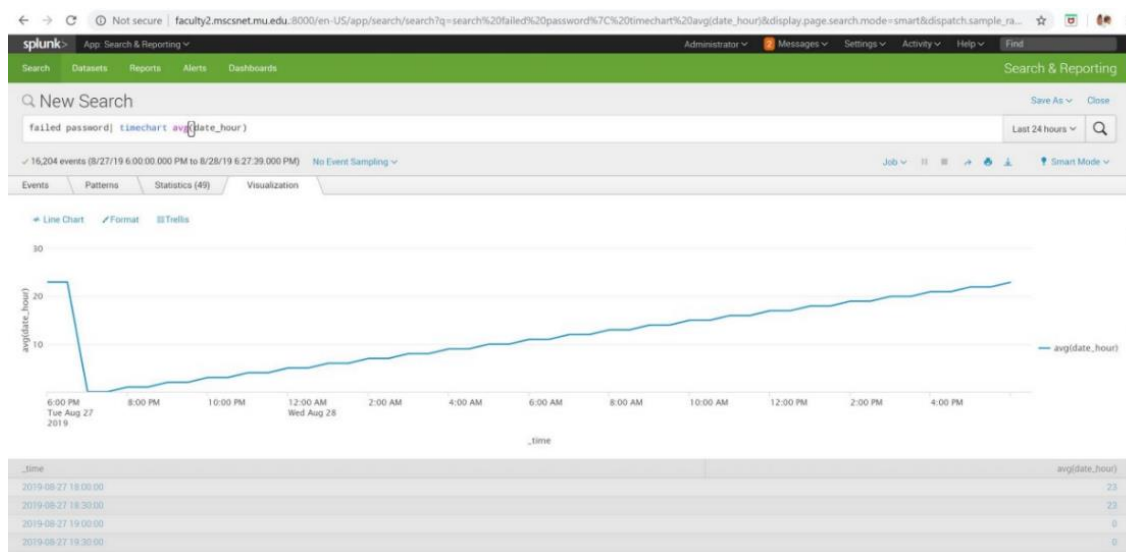 Not secure | faculty2.mscsnet.mu.edu:8000/en-US/app/search/search?q=search%20failed%20password%7C%20timechart%20avg(date_hour)&display.page.search.mode=smart&dispatch.sample_ra...
splunk> App: Search & Reporting Administrator 2 Messages Settings Activity Help Find
Search Datasets Reports Alerts Dashboards Search & Reporting
New Search Save As Close
failed password| timechart avg(date_hour) Last 24 hours
✓ 16,204 events (8/27/19 6:00:00.000 PM to 8/28/19 6:27:39.000 PM) No Event Sampling Job Smart Mode
Events Patterns Statistics (49) Visualization
Line Chart Format Trellis
30
20
10
avg(date_hour)
avg(date_hour)
6:00 PM 8:00 PM 10:00 PM 12:00 AM 2:00 AM 4:00 AM 6:00 AM 8:00 AM 10:00 AM 12:00 PM 2:00 PM 4:00 PM
Tue Aug 27 Wed Aug 28
2019
_time
_time avg(date_hour)
2019-08-27 18:00:00 23
2019-08-27 18:30:00 23
2019-08-27 19:00:00 0
2019-08-27 19:30:00 0